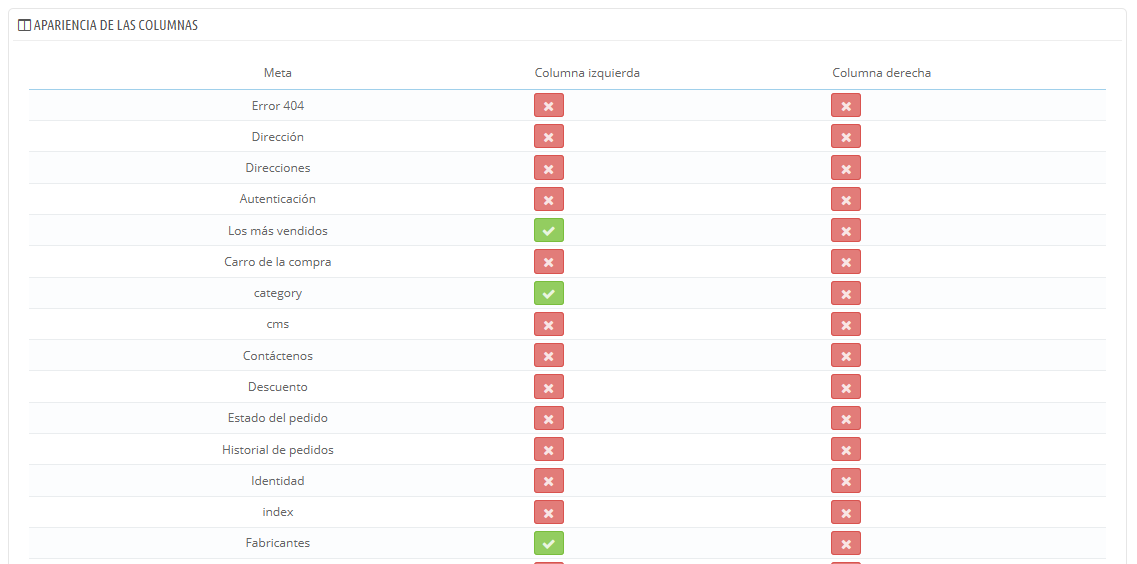 APARIENCIA DE LAS COLUMNAS
Meta Columna izquierda Columna derecha
Error 404
Dirección
Direcciones
Autenticación
Los más vendidos
Carro de la compra
category
cms
Contáctenos
Descuento
Estado del pedido
Historial de pedidos
Identidad
index
Fabricantes